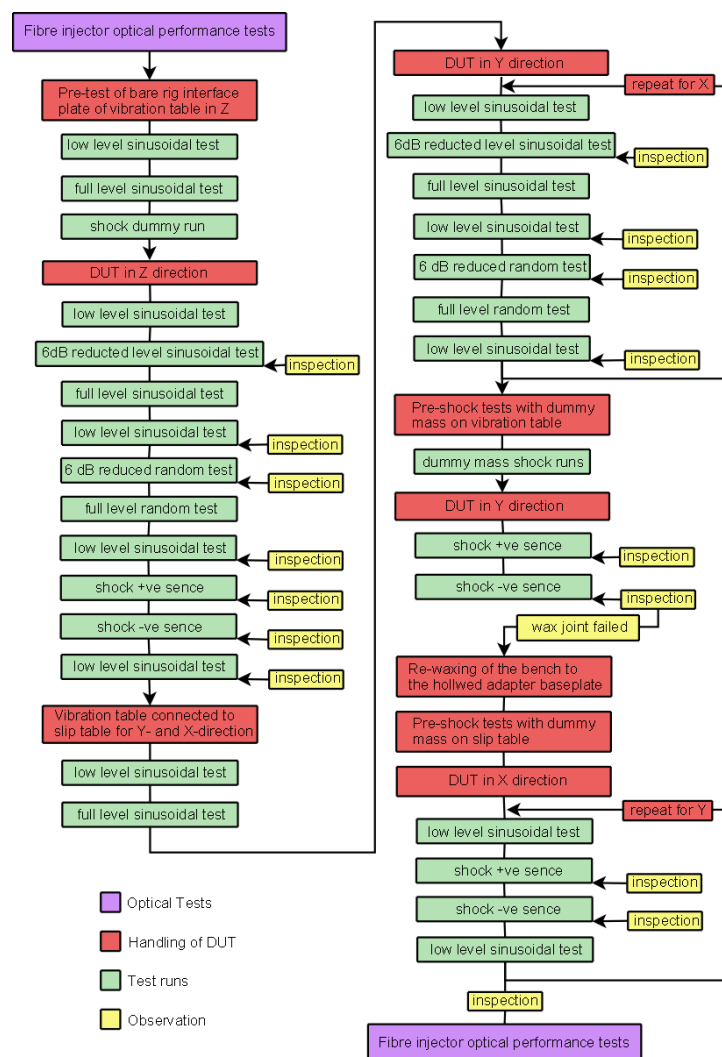 Fibre injector optical performance tests
Pre-test of bare rig interface
plate of vibration table in Z
low level sinusoidal test
full level sinusoidal test
shock dummy run
DUT in Z direction
low level sinusoidal test
6dB reducted level sinusoidal test
inspection
full level sinusoidal test
low level sinusoidal test
inspection
6 dB reduced random test
inspection
full level random test
low level sinusoidal test
inspection
shock +ve sence
inspection
shock -ve sence
inspection
low level sinusoidal test
inspection
Vibration table connected to
slip table for Y- and X-direction
low level sinusoidal test
full level sinusoidal test
Optical Tests
Handling of DUT
Test runs
Observation
DUT in Y direction
repeat for X
low level sinusoidal test
6dB reducted level sinusoidal test
inspection
full level sinusoidal test
low level sinusoidal test
inspection
6 dB reduced random test
inspection
full level random test
low level sinusoidal test
inspection
Pre-shock tests with dummy
mass on vibration table
dummy mass shock runs
DUT in Y direction
shock +ve sence
inspection
shock -ve sence
inspection
wax joint failed
Re-waxing of the bench to
the hollwed adapter baseplate
Pre-shock tests with dummy
mass on slip table
DUT in X direction
repeat for Y
low level sinusoidal test
shock +ve sence
inspection
shock -ve sence
inspection
low level sinusoidal test
inspection
Fibre injector optical performance tests